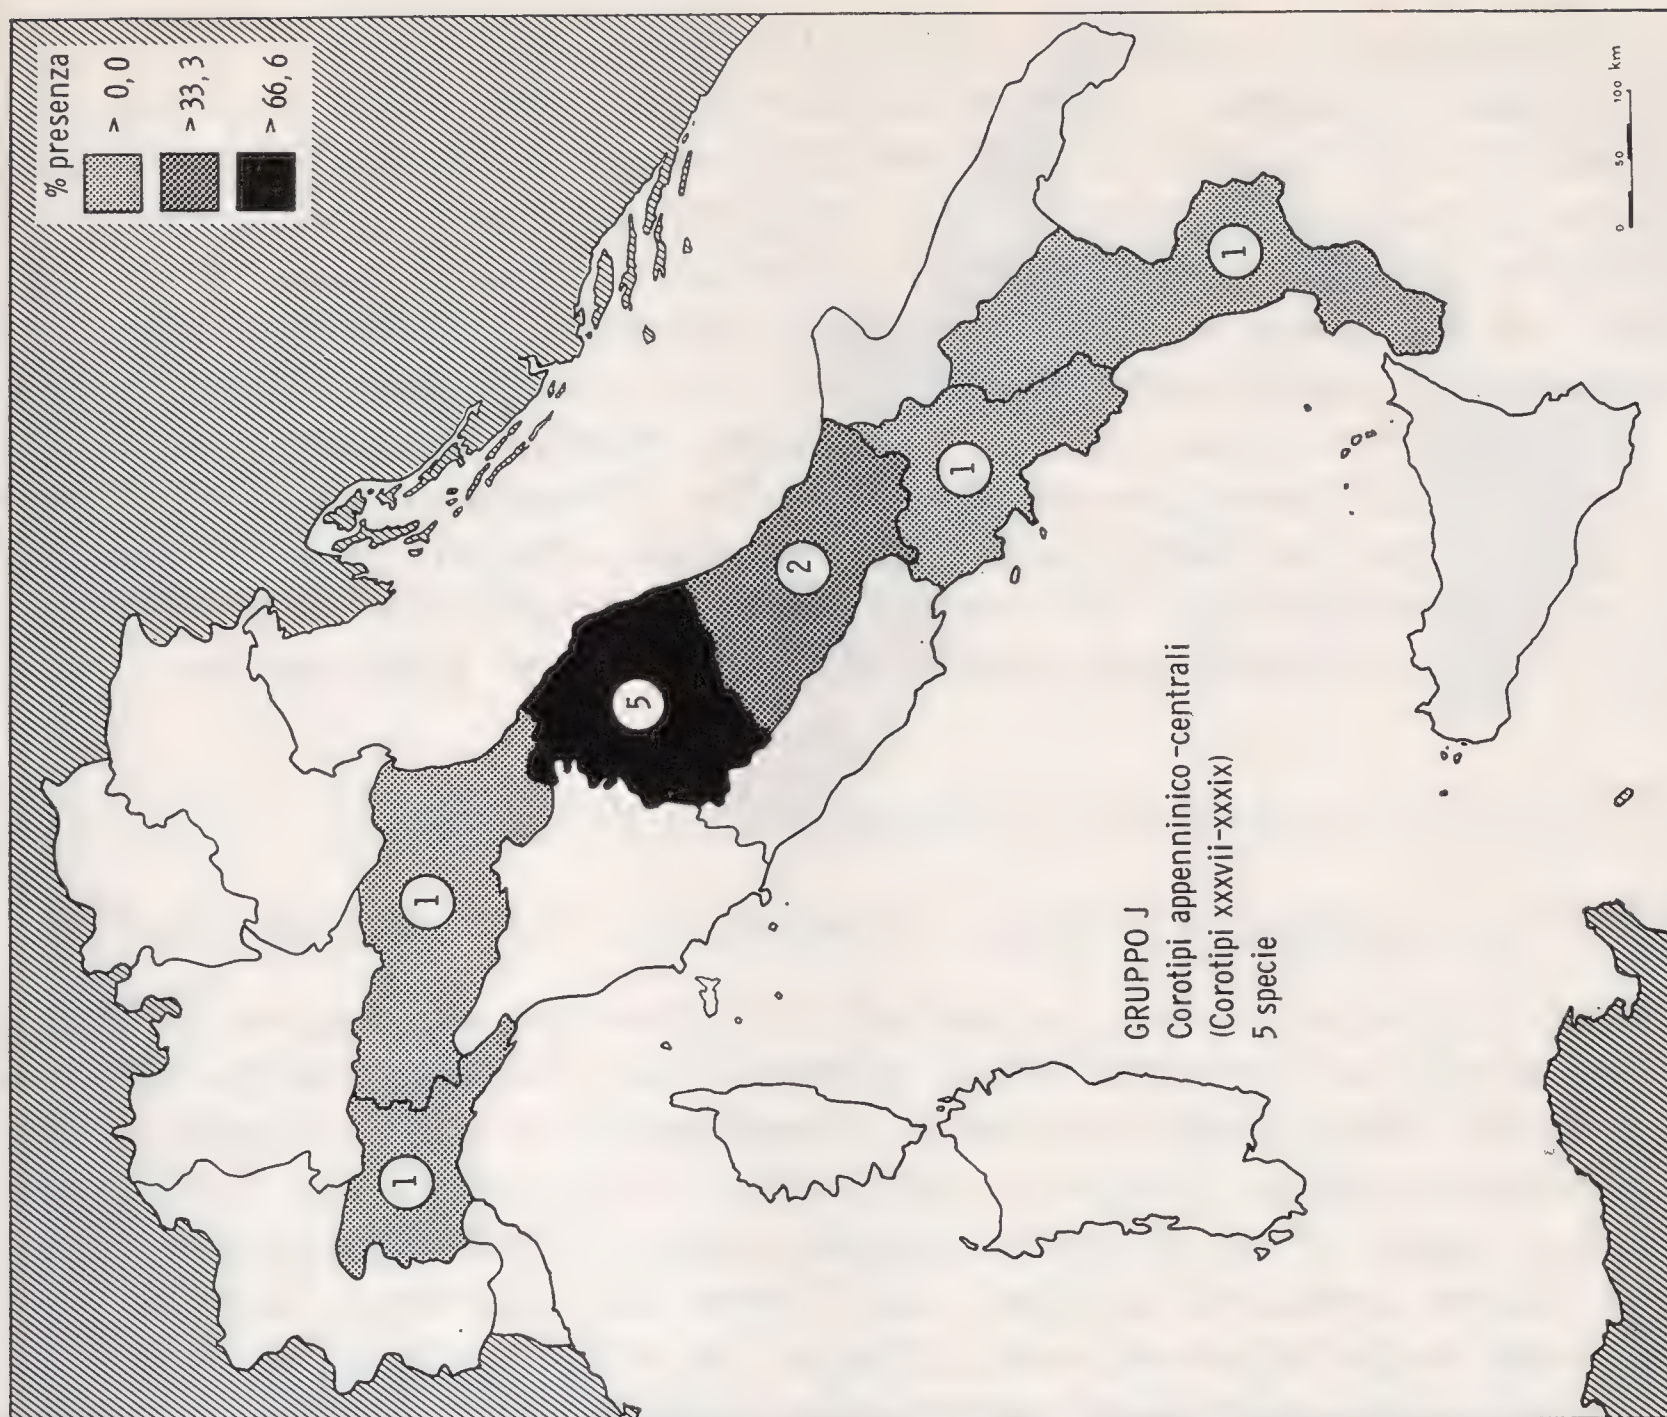 % presenza
> 0,0
> 33,3
> 66,6
1
1
5
2
1
1
GRUPPO J
Corotipi appenninico-centrali
(Corotipi xxxvii-xxxix)
5 specie
0 50 100 km